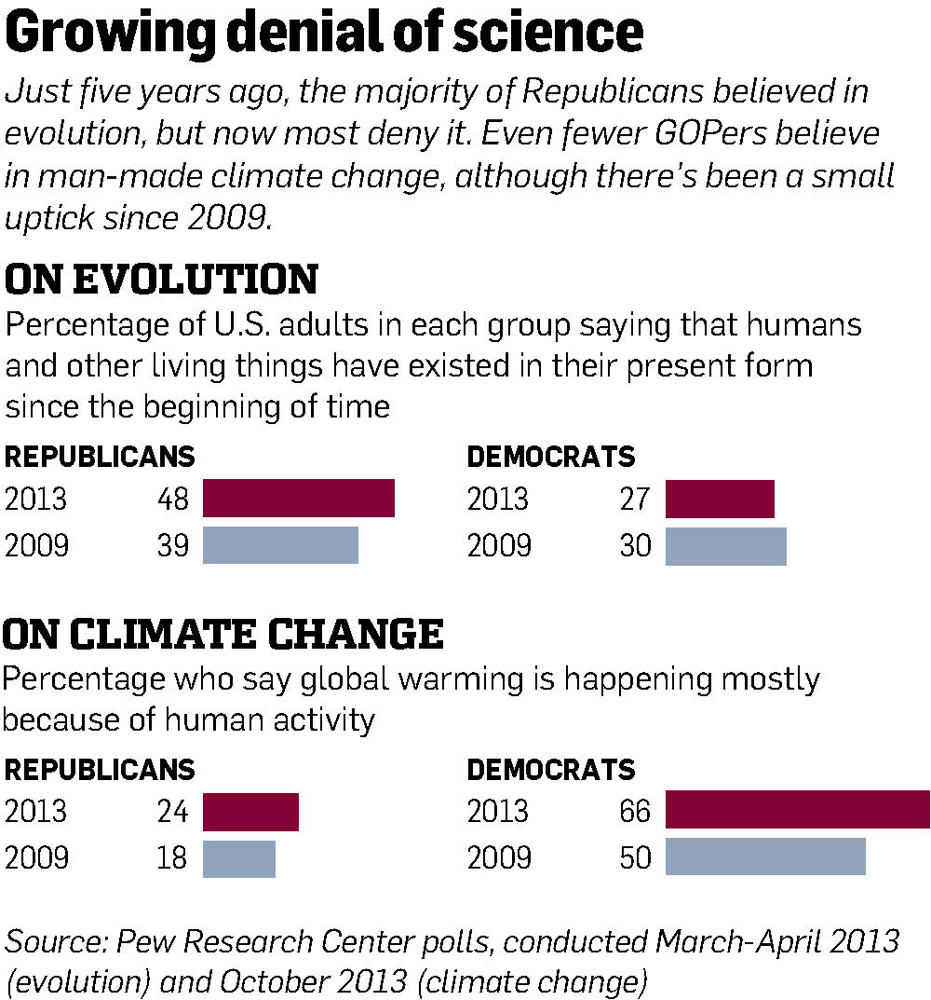 Growing denial of science
Just five years ago, the majority of Republicans believed in
evolution, but now most deny it. Even fewer GOPers believe
in man-made climate change, although there's been a small
uptick since 2009.
ON EVOLUTION
Percentage of U.S. adults in each group saying that humans
and other living things have existed in their present form
since the beginning of time
REPUBLICANS
2013 48
2009 39
DEMOCRATS
2013 27
2009 30
ON CLIMATE CHANGE
Percentage who say global warming is happening mostly
because of human activity
REPUBLICANS
2013 24
2009 18
DEMOCRATS
2013 66
2009 50
Source: Pew Research Center polls, conducted March-April 2013
(evolution) and October 2013 (climate change)